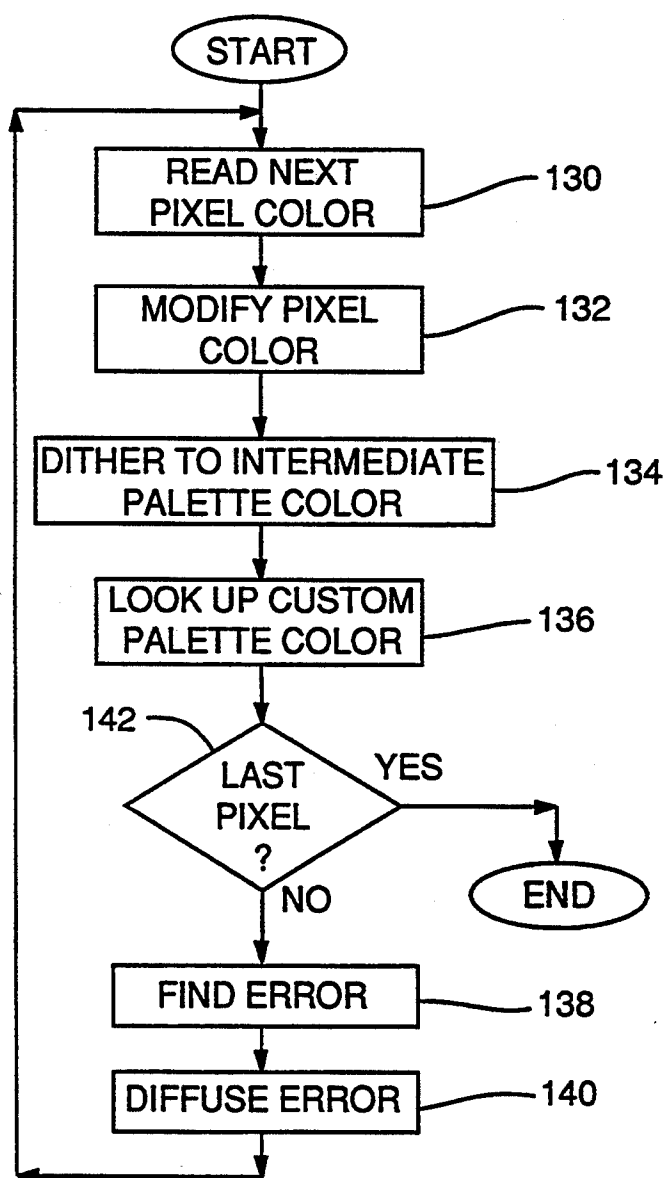 START
READ NEXT
PIXEL COLOR
130
MODIFY PIXEL
COLOR
132
DITHER TO INTERMEDIATE
PALETTE COLOR
134
LOOK UP CUSTOM
PALETTE COLOR
136
142
LAST
PIXEL
?
YES
END
NO
FIND ERROR
138
DIFFUSE ERROR
140